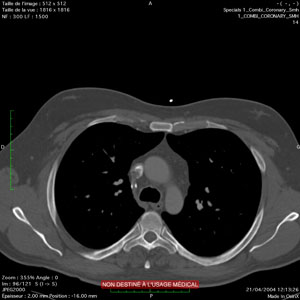 Taille de l'image : 512 x 512
Taille de la vue : 1816 x 1816
NF : 300 LF : 1500
A
- ( - , - )
Specials 1_Combi_Coronary_Smh
1_COMBI_CORONARY_SMH
14
D
G
Zoom : 355% Angle : 0
Im : 96/121 S (I -> S)
JPEG2000
Epaisseur : 2.00 mm Position : -16.00 mm
NON DESTINÉ À L'USAGE MÉDICAL
P
21/04/2004 12:13:26
Made In OsiriX